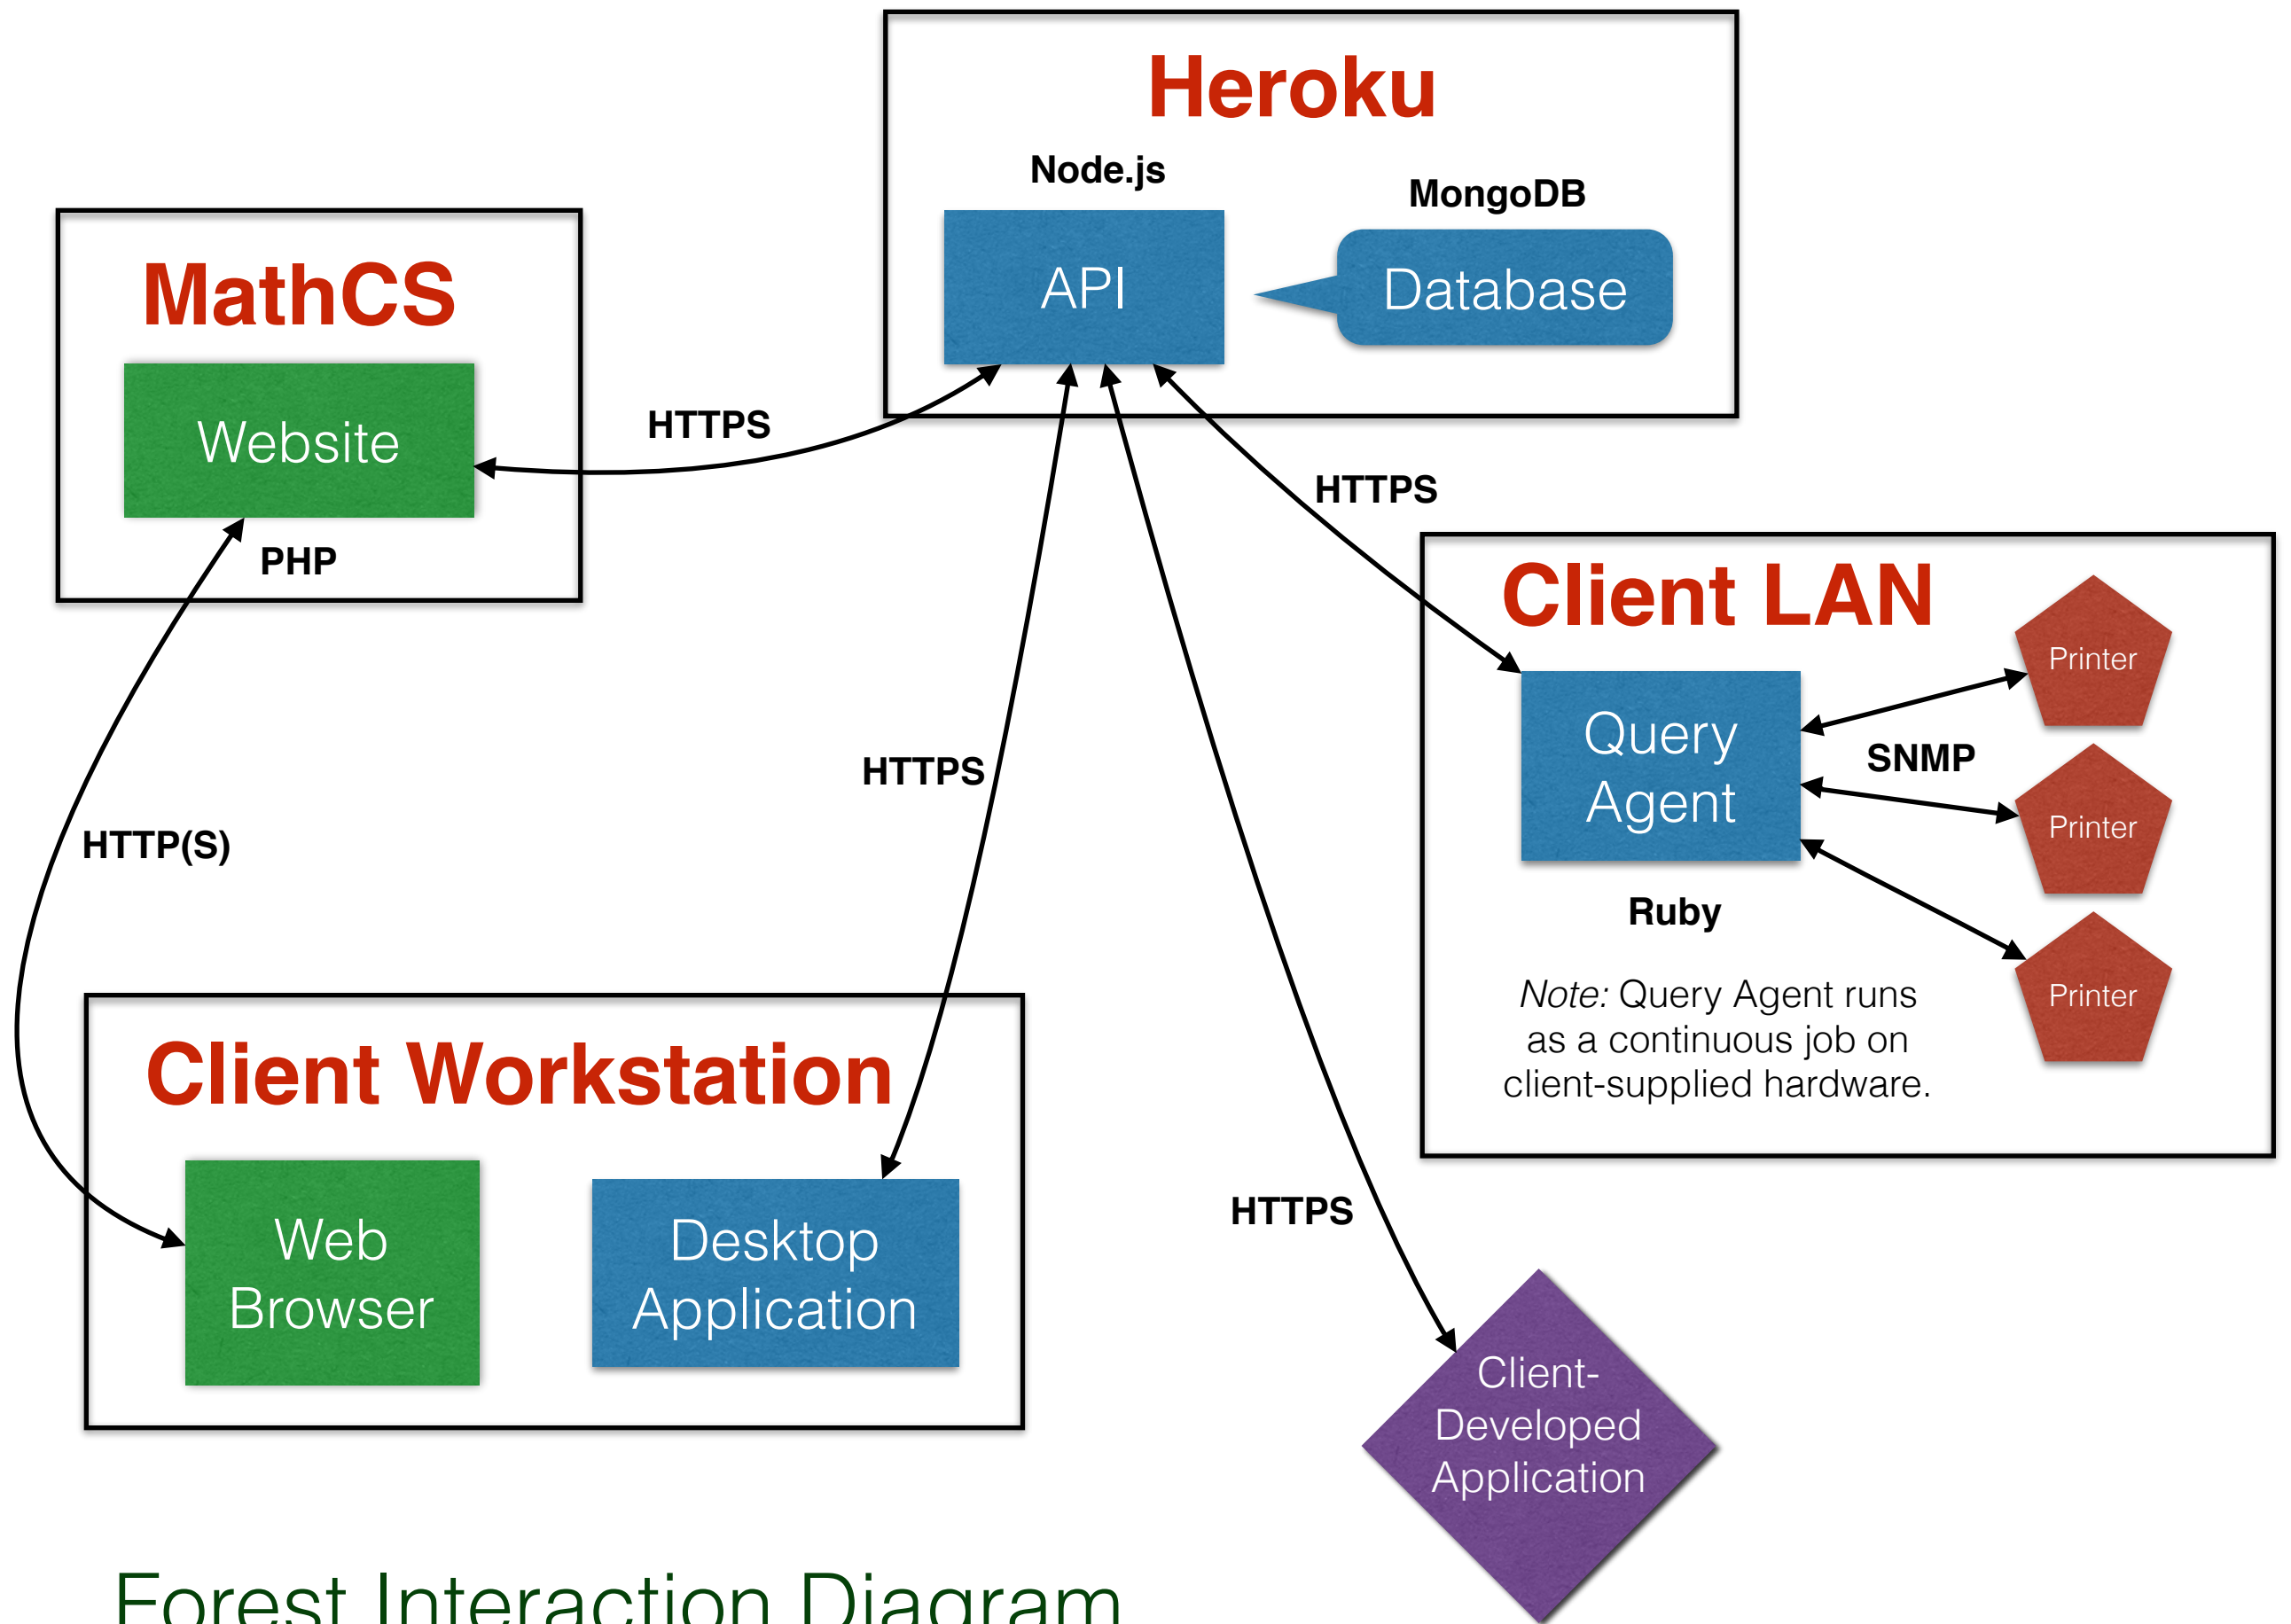 Heroku
Node.js
MongoDB
API
Database
MathCS
Website
PHP
HTTPS
HTTPS
Client LAN
Printer
Query
Agent
SNMP
Printer
Ruby
Printer
Note: Query Agent runs
as a continuous job on
client-supplied hardware.
HTTPS
HTTP(S)
Client Workstation
Web
Browser
Desktop
Application
HTTPS
Client-
Developed
Application
Forest Interaction Diagram